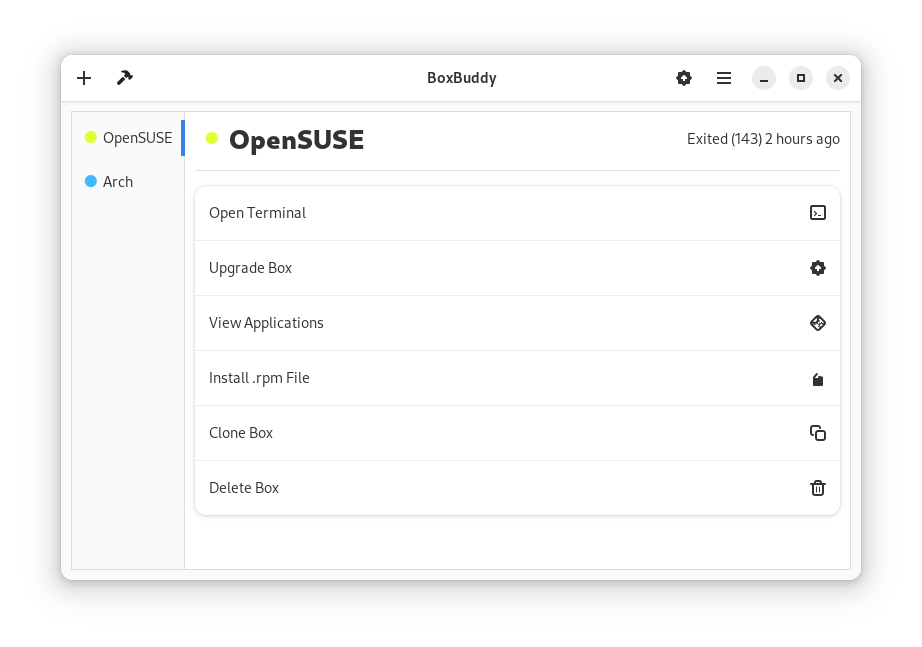 BoxBuddy
OpenSUSE
Arch
OpenSUSE
Exited (143) 2 hours ago
Open Terminal
Upgrade Box
View Applications
Install .rpm File
Clone Box
Delete Box